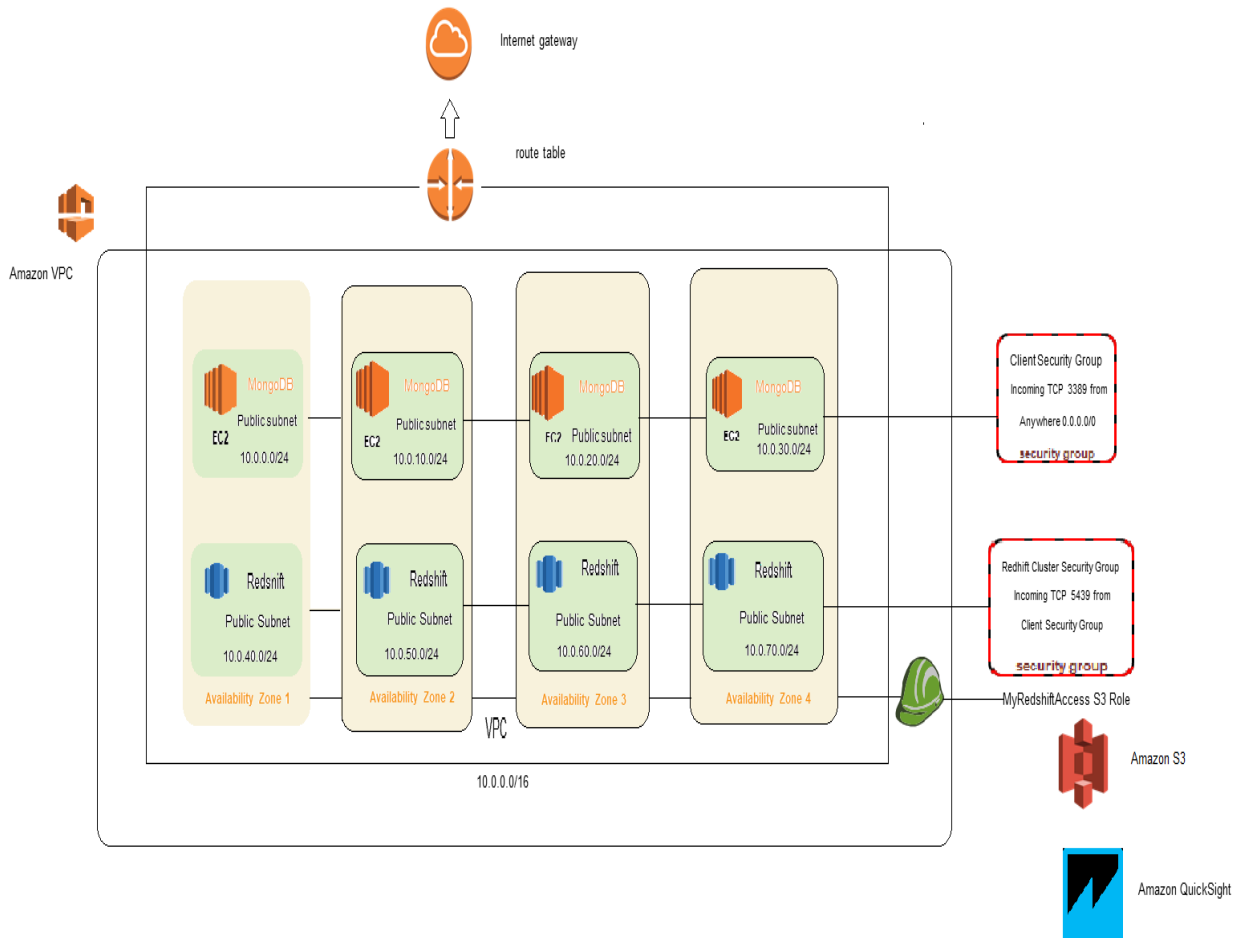 Internet gateway
route table
Amazon VPC
MongoDB
Public subnet
EC2
10.0.0.0/24
MongoDB
Public subnet
EC2
10.0.10.0/24
MongoDB
EC2 Public subnet
10.0.20.0/24
MongoDB
Public subnet
EC2
10.0.30.0/24
Client Security Group
Incoming TCP 3389 from
Anywhere 0.0.0.0/0
security group
Redshift
Public Subnet
10.0.40.0/24
Redshift
Public Subnet
10.0.50.0/24
Redshift
Public Subnet
10.0.60.0/24
Redshift
Public Subnet
10.0.70.0/24
Redhift Cluster Security Group
Incoming TCP 5439 from
Client Security Group
security group
Availability Zone 1
Availability Zone 2
Availability Zone 3
Availability Zone 4
MyRedshiftAccess S3 Role
VPC
10.0.0.0/16
Amazon S3
Amazon QuickSight